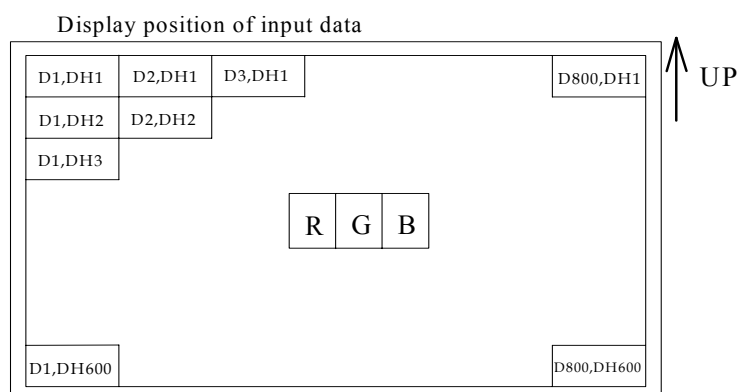 Display position of input data
D1,DH1 D2,DH1 D3,DH1 D800,DH1 UP
D1,DH2 D2,DH2
D1,DH3
R G B
D1,DH600 D800,DH600